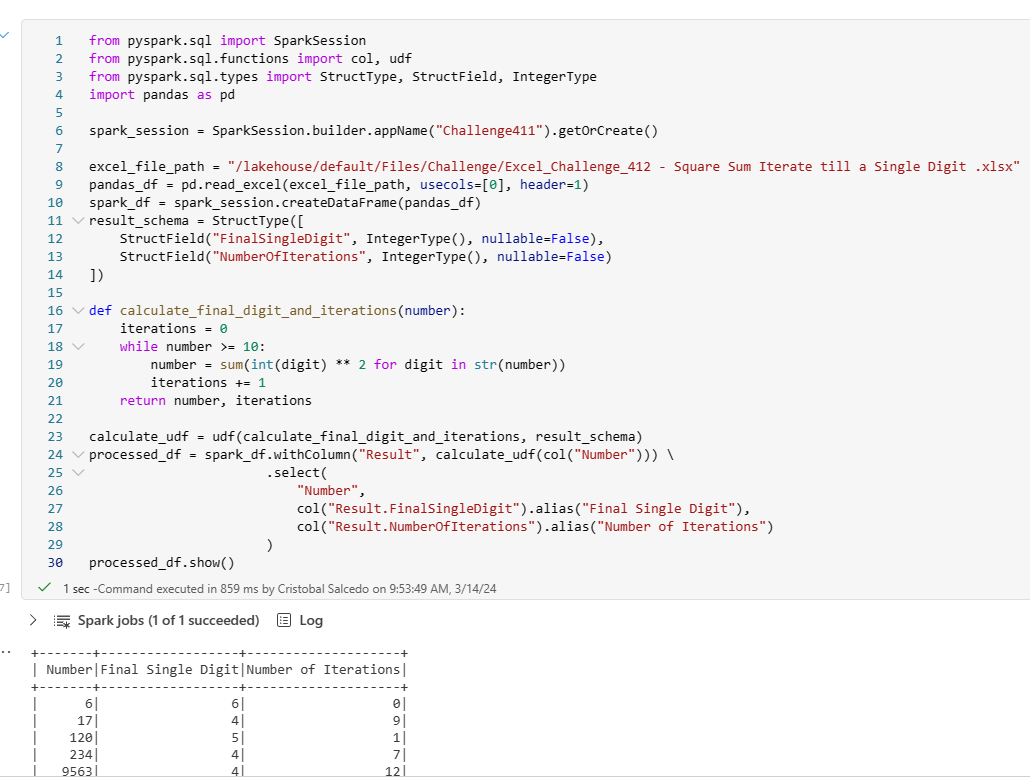 1 from pyspark.sql import SparkSession
2 from pyspark.sql.functions import col, udf
3 from pyspark.sql.types import StructType, StructField, IntegerType
4 import pandas as pd
5
6 spark_session = SparkSession.builder.appName("Challenge411").getOrCreate()
7
8 excel_file_path = "/lakehouse/default/Files/Challenge/Excel_Challenge_412 - Square Sum Iterate till a Single Digit .xlsx"
9 pandas_df = pd.read_excel(excel_file_path, usecols=[0], header=1)
10 spark_df = spark_session.createDataFrame(pandas_df)
11 result_schema = StructType([
12     StructField("FinalSingleDigit", IntegerType(), nullable=False),
13     StructField("NumberOfIterations", IntegerType(), nullable=False)
14 ])
15
16 def calculate_final_digit_and_iterations(number):
17     iterations = 0
18     while number >= 10:
19         number = sum(int(digit) ** 2 for digit in str(number))
20         iterations += 1
21     return number, iterations
22
23 calculate_udf = udf(calculate_final_digit_and_iterations, result_schema)
24 processed_df = spark_df.withColumn("Result", calculate_udf(col("Number"))) \
25                        .select(
26                            "Number",
27                            col("Result.FinalSingleDigit").alias("Final Single Digit"),
28                            col("Result.NumberOfIterations").alias("Number of Iterations")
29                        )
30 processed_df.show()
7] 1 sec -Command executed in 859 ms by Cristobal Salcedo on 9:53:49 AM, 3/14/24
Spark jobs (1 of 1 succeeded) Log
+-------+------------------+--------------------+
| Number|Final Single Digit|Number of Iterations|
+-------+------------------+--------------------+
|      6|                 6|                   0|
|     17|                 4|                   9|
|    120|                 5|                   1|
|    234|                 4|                   7|
|   9563|                 4|                  12|